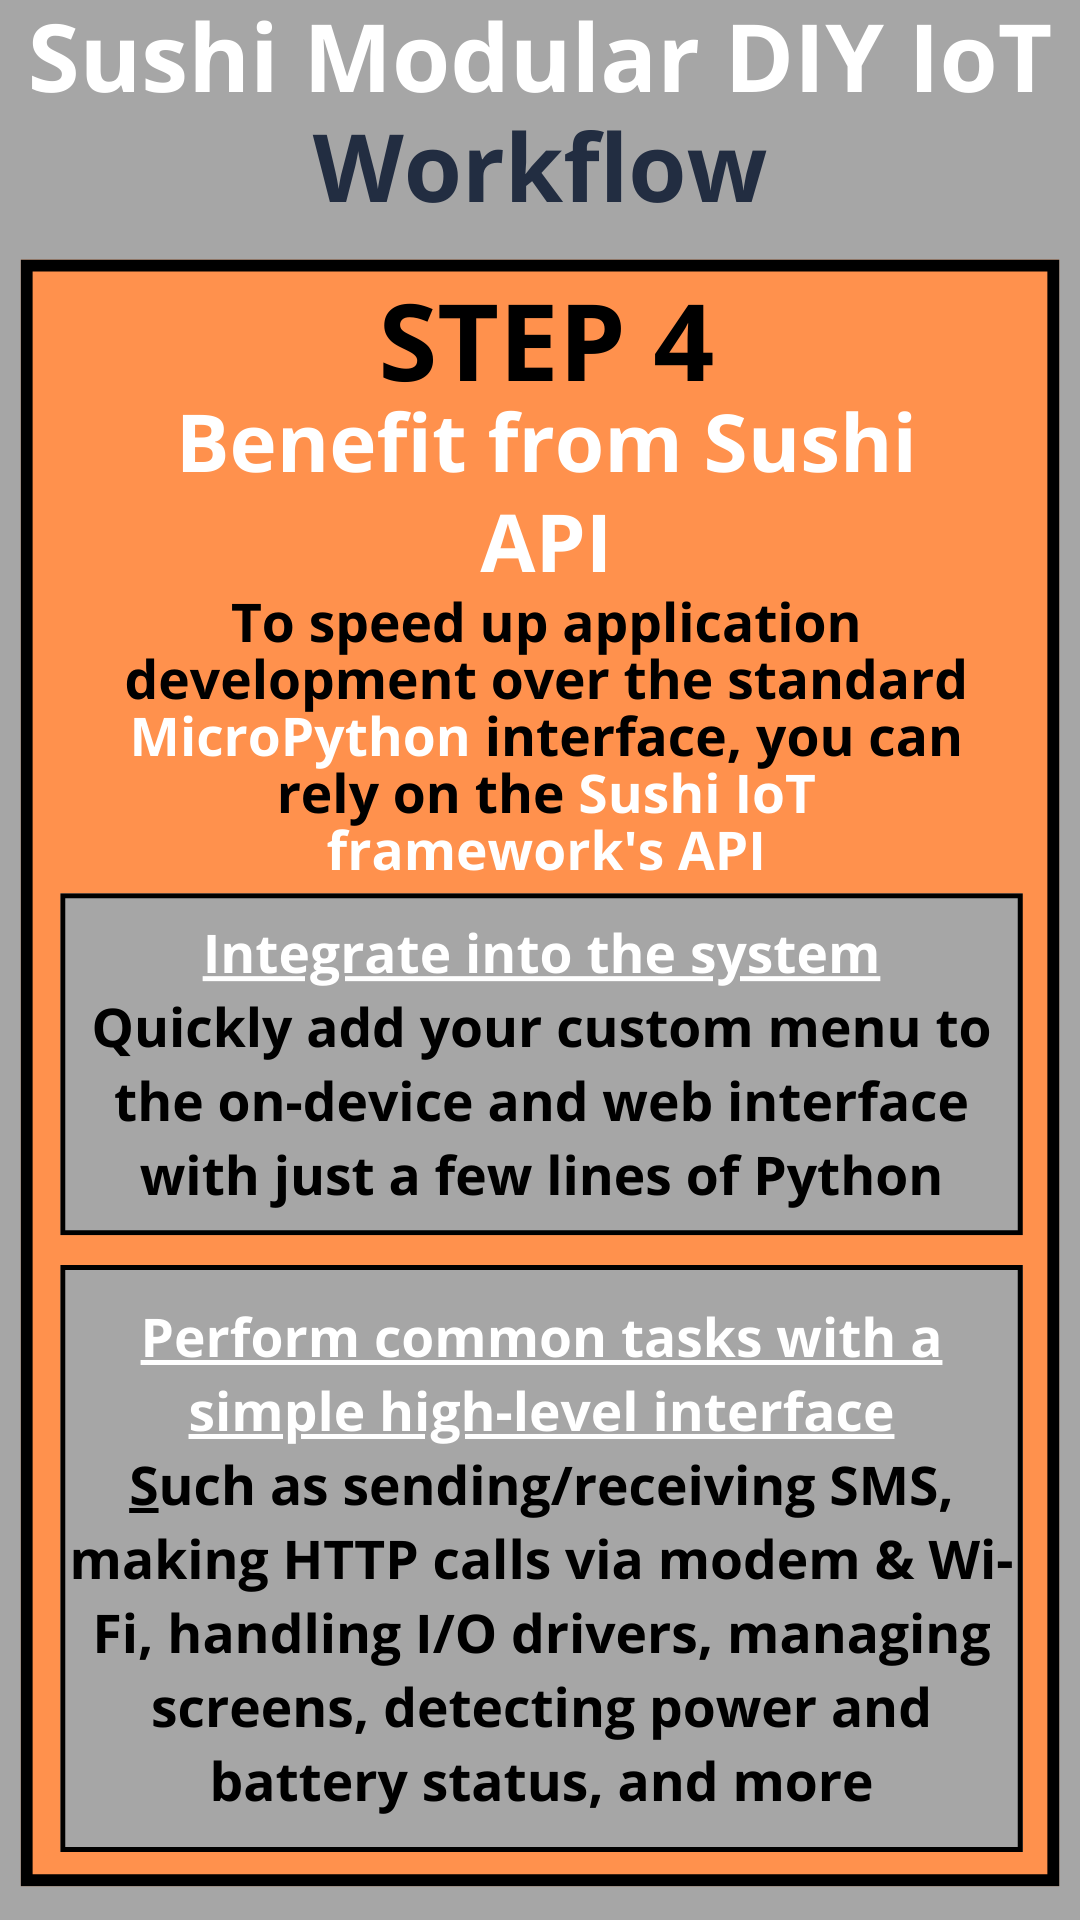 Sushi Modular DIY IoT
Workflow
STEP 4
Benefit from Sushi
API
To speed up application
development over the standard
MicroPython interface, you can
rely on the Sushi IoT
framework's API
Integrate into the system
Quickly add your custom menu to
the on-device and web interface
with just a few lines of Python
Perform common tasks with a
simple high-level interface
Such as sending/receiving SMS,
making HTTP calls via modem & Wi-
Fi, handling I/O drivers, managing
screens, detecting power and
battery status, and more